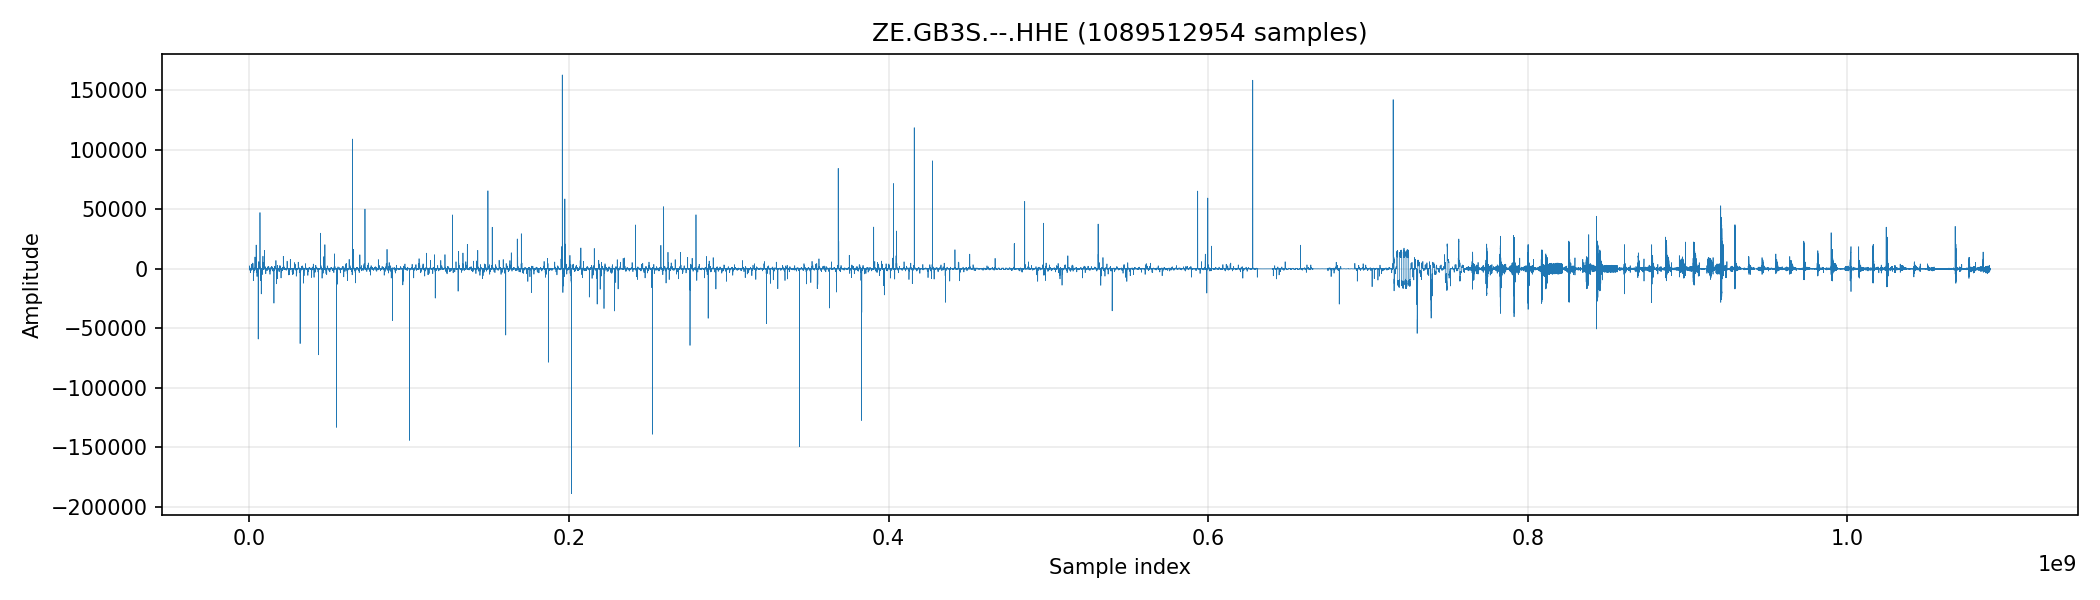 ZE.GB3S.--.HHE (1089512954 samples)
Amplitude
150000
100000
50000
0
−50000
−100000
−150000
−200000
0.0 0.2 0.4 0.6 0.8 1.0
1e9
Sample index